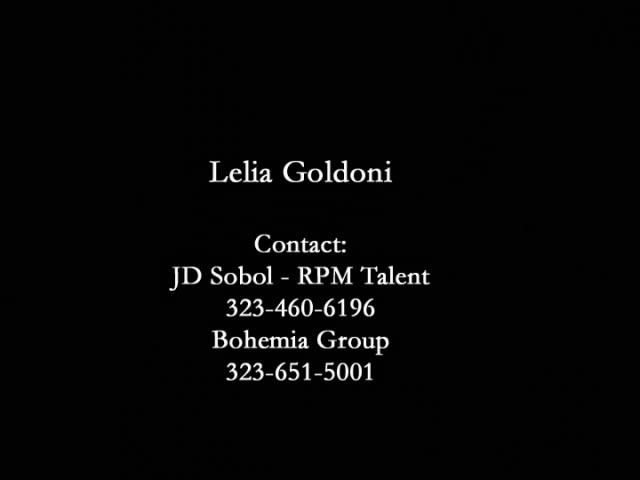 Lelia Goldoni
Contact:
JD Sobol - RPM Talent
323-460-6196
Bohemia Group
323-651-5001